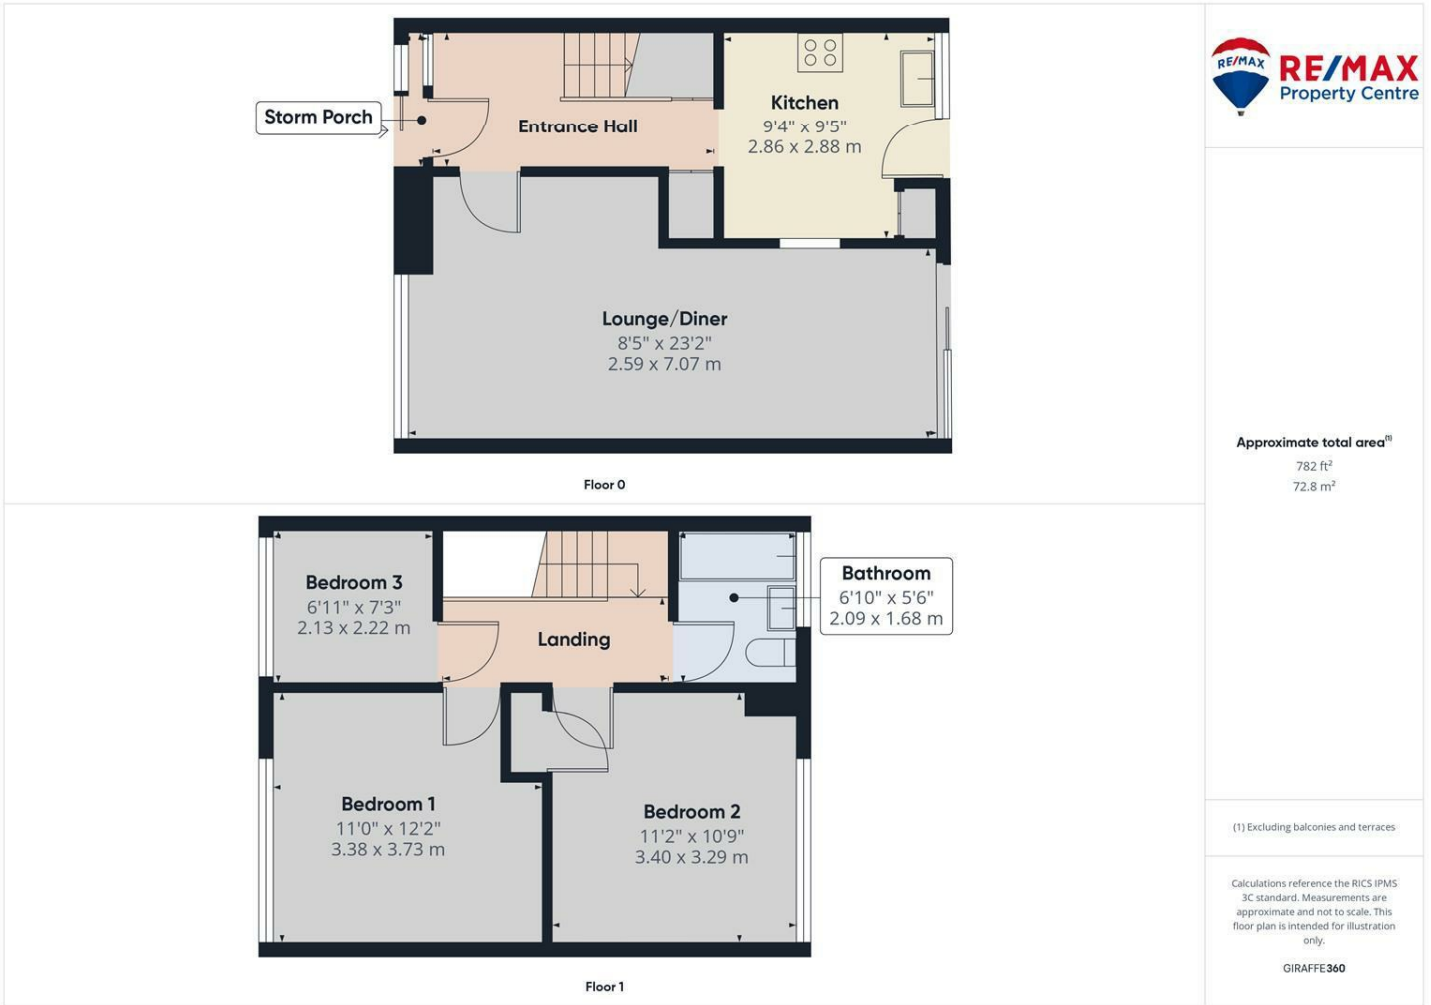 Storm Porch
Entrance Hall
Kitchen
9'4" x 9'5"
2.86 x 2.88 m
Lounge/Diner
8'5" x 23'2"
2.59 x 7.07 m
Floor 0
Bedroom 3
6'11" x 7'3"
2.13 x 2.22 m
Landing
Bathroom
6'10" x 5'6"
2.09 x 1.68 m
Bedroom 1
11'0" x 12'2"
3.38 x 3.73 m
Bedroom 2
11'2" x 10'9"
3.40 x 3.29 m
Floor 1
RE/MAX
RE/MAX
Property Centre
Approximate total area(1)
782 ft²
72.8 m²
(1) Excluding balconies and terraces
Calculations reference the RICS IPMS
3C standard. Measurements are
approximate and not to scale. This
floor plan is intended for illustration
only.
GIRAFFE360